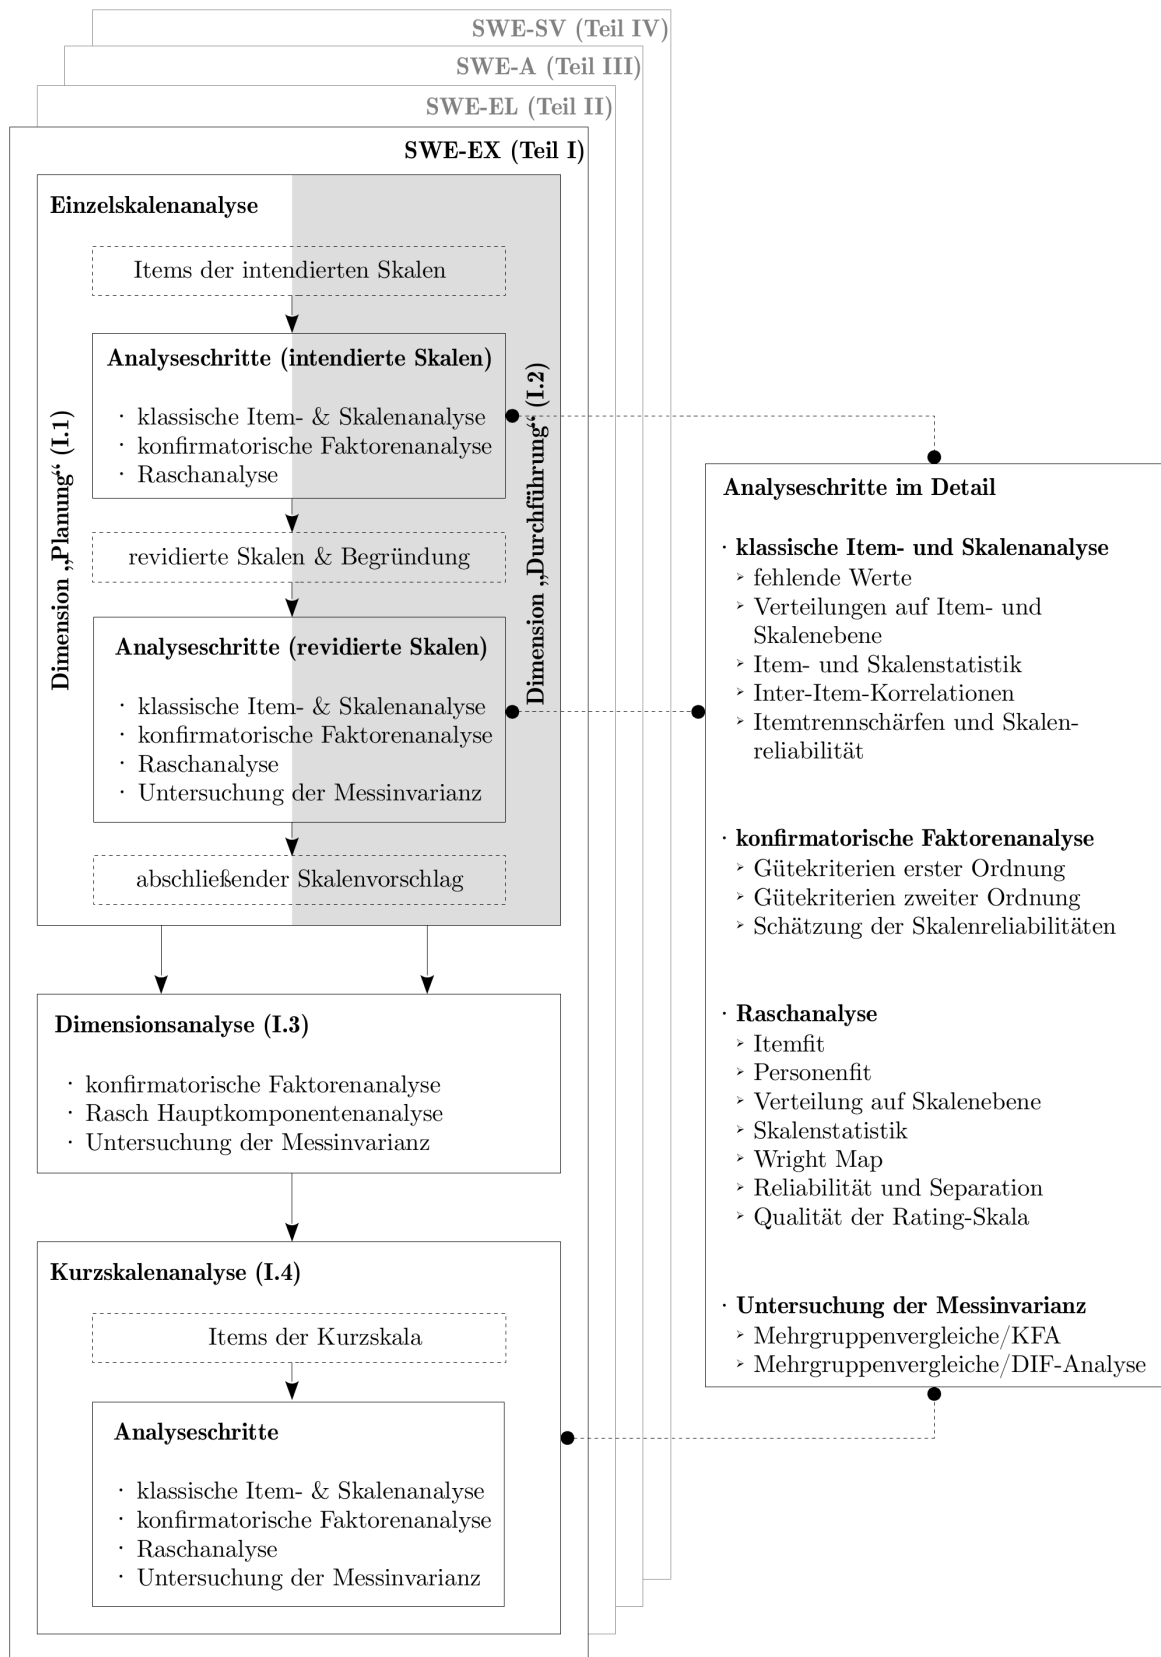 SWE-SV (Teil IV)
SWE-A (Teil III)
SWE-EL (Teil II)
SWE-EX (Teil I)
Einzelskalenanalyse
Items der intendierten Skalen
Analyseschritte (intendierte Skalen)
· klassische Item- & Skalenanalyse
· konfirmatorische Faktorenanalyse
· Raschanalyse
Dimension „Planung“ (I.1)
Dimension „Durchführung“ (I.2)
revidierte Skalen & Begründung
Analyseschritte (revidierte Skalen)
· klassische Item- & Skalenanalyse
· konfirmatorische Faktorenanalyse
· Raschanalyse
· Untersuchung der Messinvarianz
abschließender Skalenvorschlag
Dimensionsanalyse (I.3)
· konfirmatorische Faktorenanalyse
· Rasch Hauptkomponentenanalyse
· Untersuchung der Messinvarianz
Kurzskalenanalyse (I.4)
Items der Kurzskala
Analyseschritte
· klassische Item- & Skalenanalyse
· konfirmatorische Faktorenanalyse
· Raschanalyse
· Untersuchung der Messinvarianz
Analyseschritte im Detail
· klassische Item- und Skalenanalyse
➢ fehlende Werte
➢ Verteilungen auf Item- und
Skalenebene
➢ Item- und Skalenstatistik
➢ Inter-Item-Korrelationen
➢ Itemtrennschärfen und Skalen-
reliabilität
· konfirmatorische Faktorenanalyse
➢ Gütekriterien erster Ordnung
➢ Gütekriterien zweiter Ordnung
➢ Schätzung der Skalenreliabilitäten
· Raschanalyse
➢ Itemfit
➢ Personenfit
➢ Verteilung auf Skalenebene
➢ Skalenstatistik
➢ Wright Map
➢ Reliabilität und Separation
➢ Qualität der Rating-Skala
· Untersuchung der Messinvarianz
➢ Mehrgruppenvergleiche/KFA
➢ Mehrgruppenvergleiche/DIF-Analyse